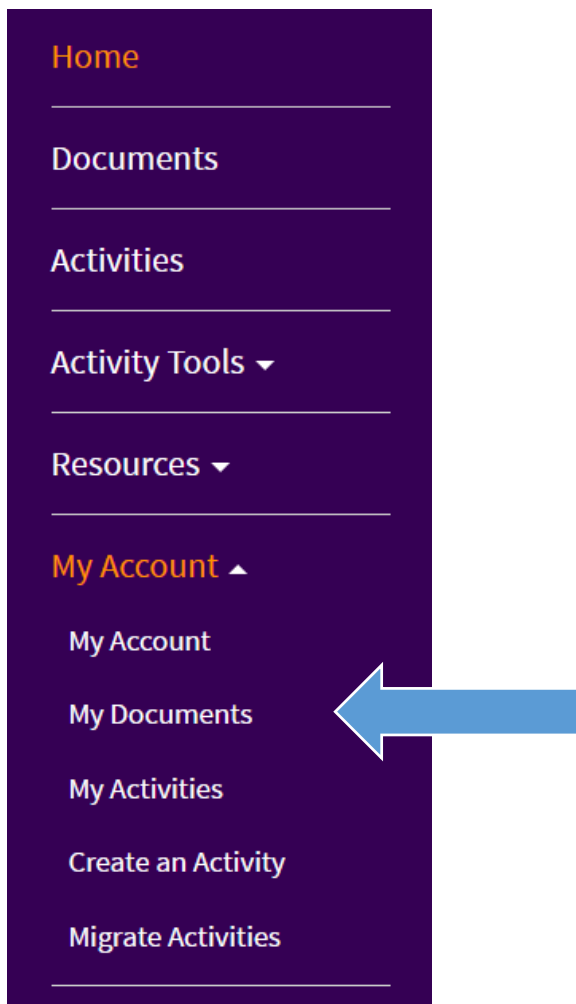 Home
Documents
Activities
Activity Tools
Resources
My Account
My Account
My Documents
My Activities
Create an Activity
Migrate Activities